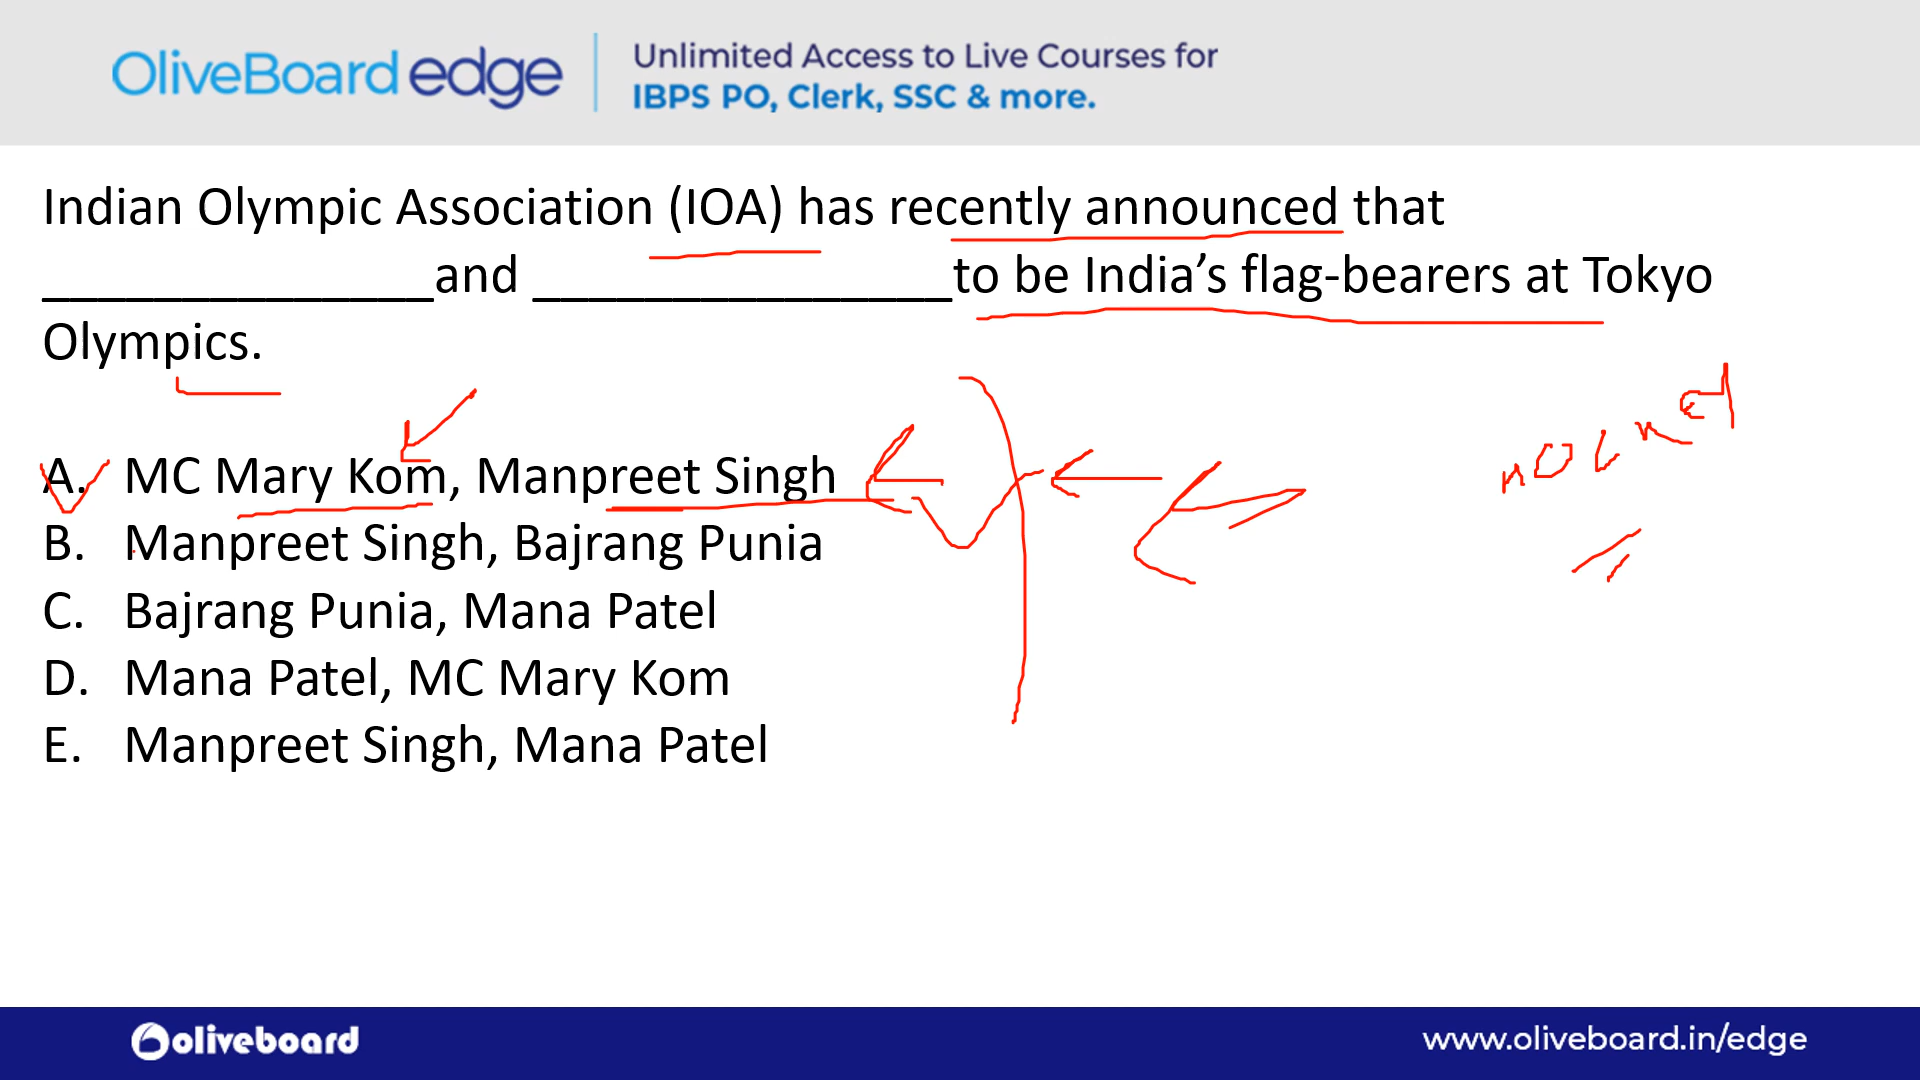 OliveBoard edge
Unlimited Access to Live Courses for
IBPS PO, Clerk, SSC & more.
Indian Olympic Association (IOA) has recently announced that
______________and _______________to be India’s flag-bearers at Tokyo
Olympics.
A. MC Mary Kom, Manpreet Singh
B. Manpreet Singh, Bajrang Punia
C. Bajrang Punia, Mana Patel
D. Mana Patel, MC Mary Kom
E. Manpreet Singh, Mana Patel
oliveboard
www.oliveboard.in/edge